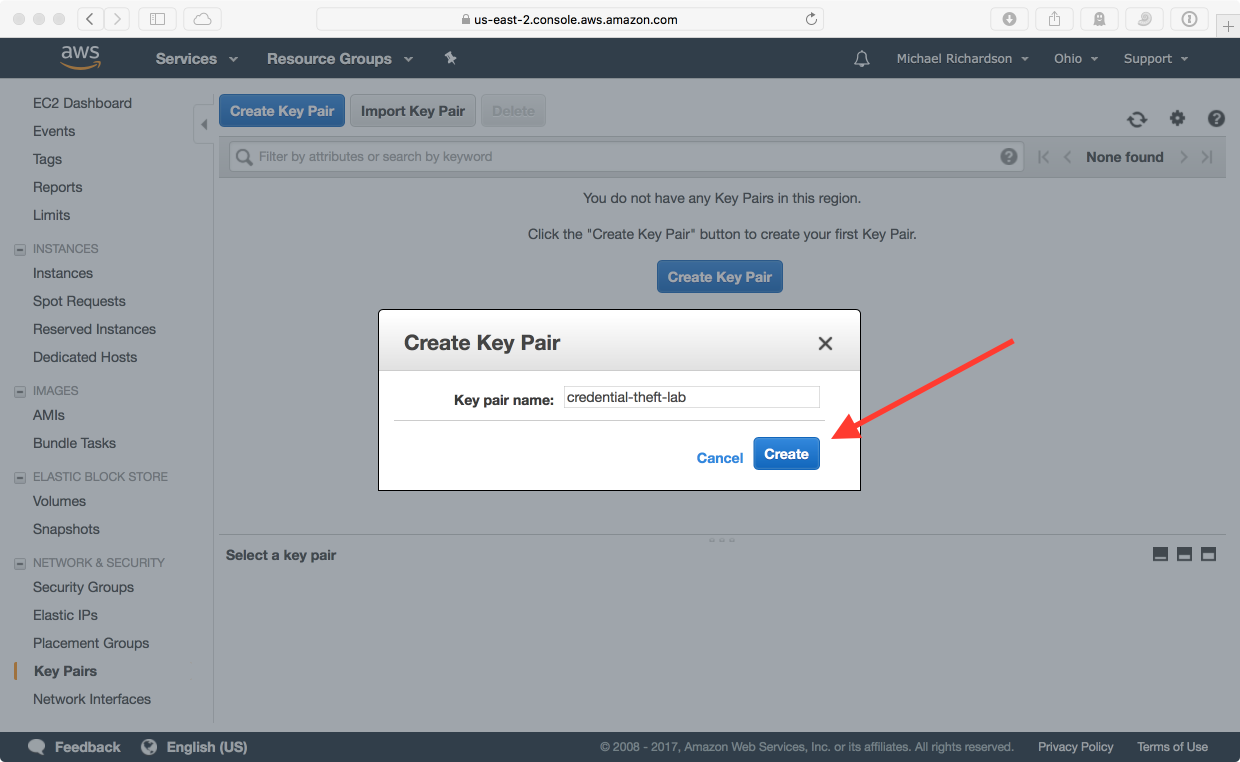 us-east-2.console.aws.amazon.com
aws Services Resource Groups Michael Richardson Ohio Support
EC2 Dashboard
Events
Tags
Reports
Limits
INSTANCES
Instances
Spot Requests
Reserved Instances
Dedicated Hosts
IMAGES
AMIs
Bundle Tasks
ELASTIC BLOCK STORE
Volumes
Snapshots
NETWORK & SECURITY
Security Groups
Elastic IPs
Placement Groups
Key Pairs
Network Interfaces
Create Key Pair Import Key Pair Delete
Filter by attributes or search by keyword None found
You do not have any Key Pairs in this region.
Click the "Create Key Pair" button to create your first Key Pair.
Create Key Pair
Create Key Pair
Key pair name: credential-theft-lab
Cancel Create
Select a key pair
Feedback English (US) © 2008 - 2017, Amazon Web Services, Inc. or its affiliates. All rights reserved. Privacy Policy Terms of Use